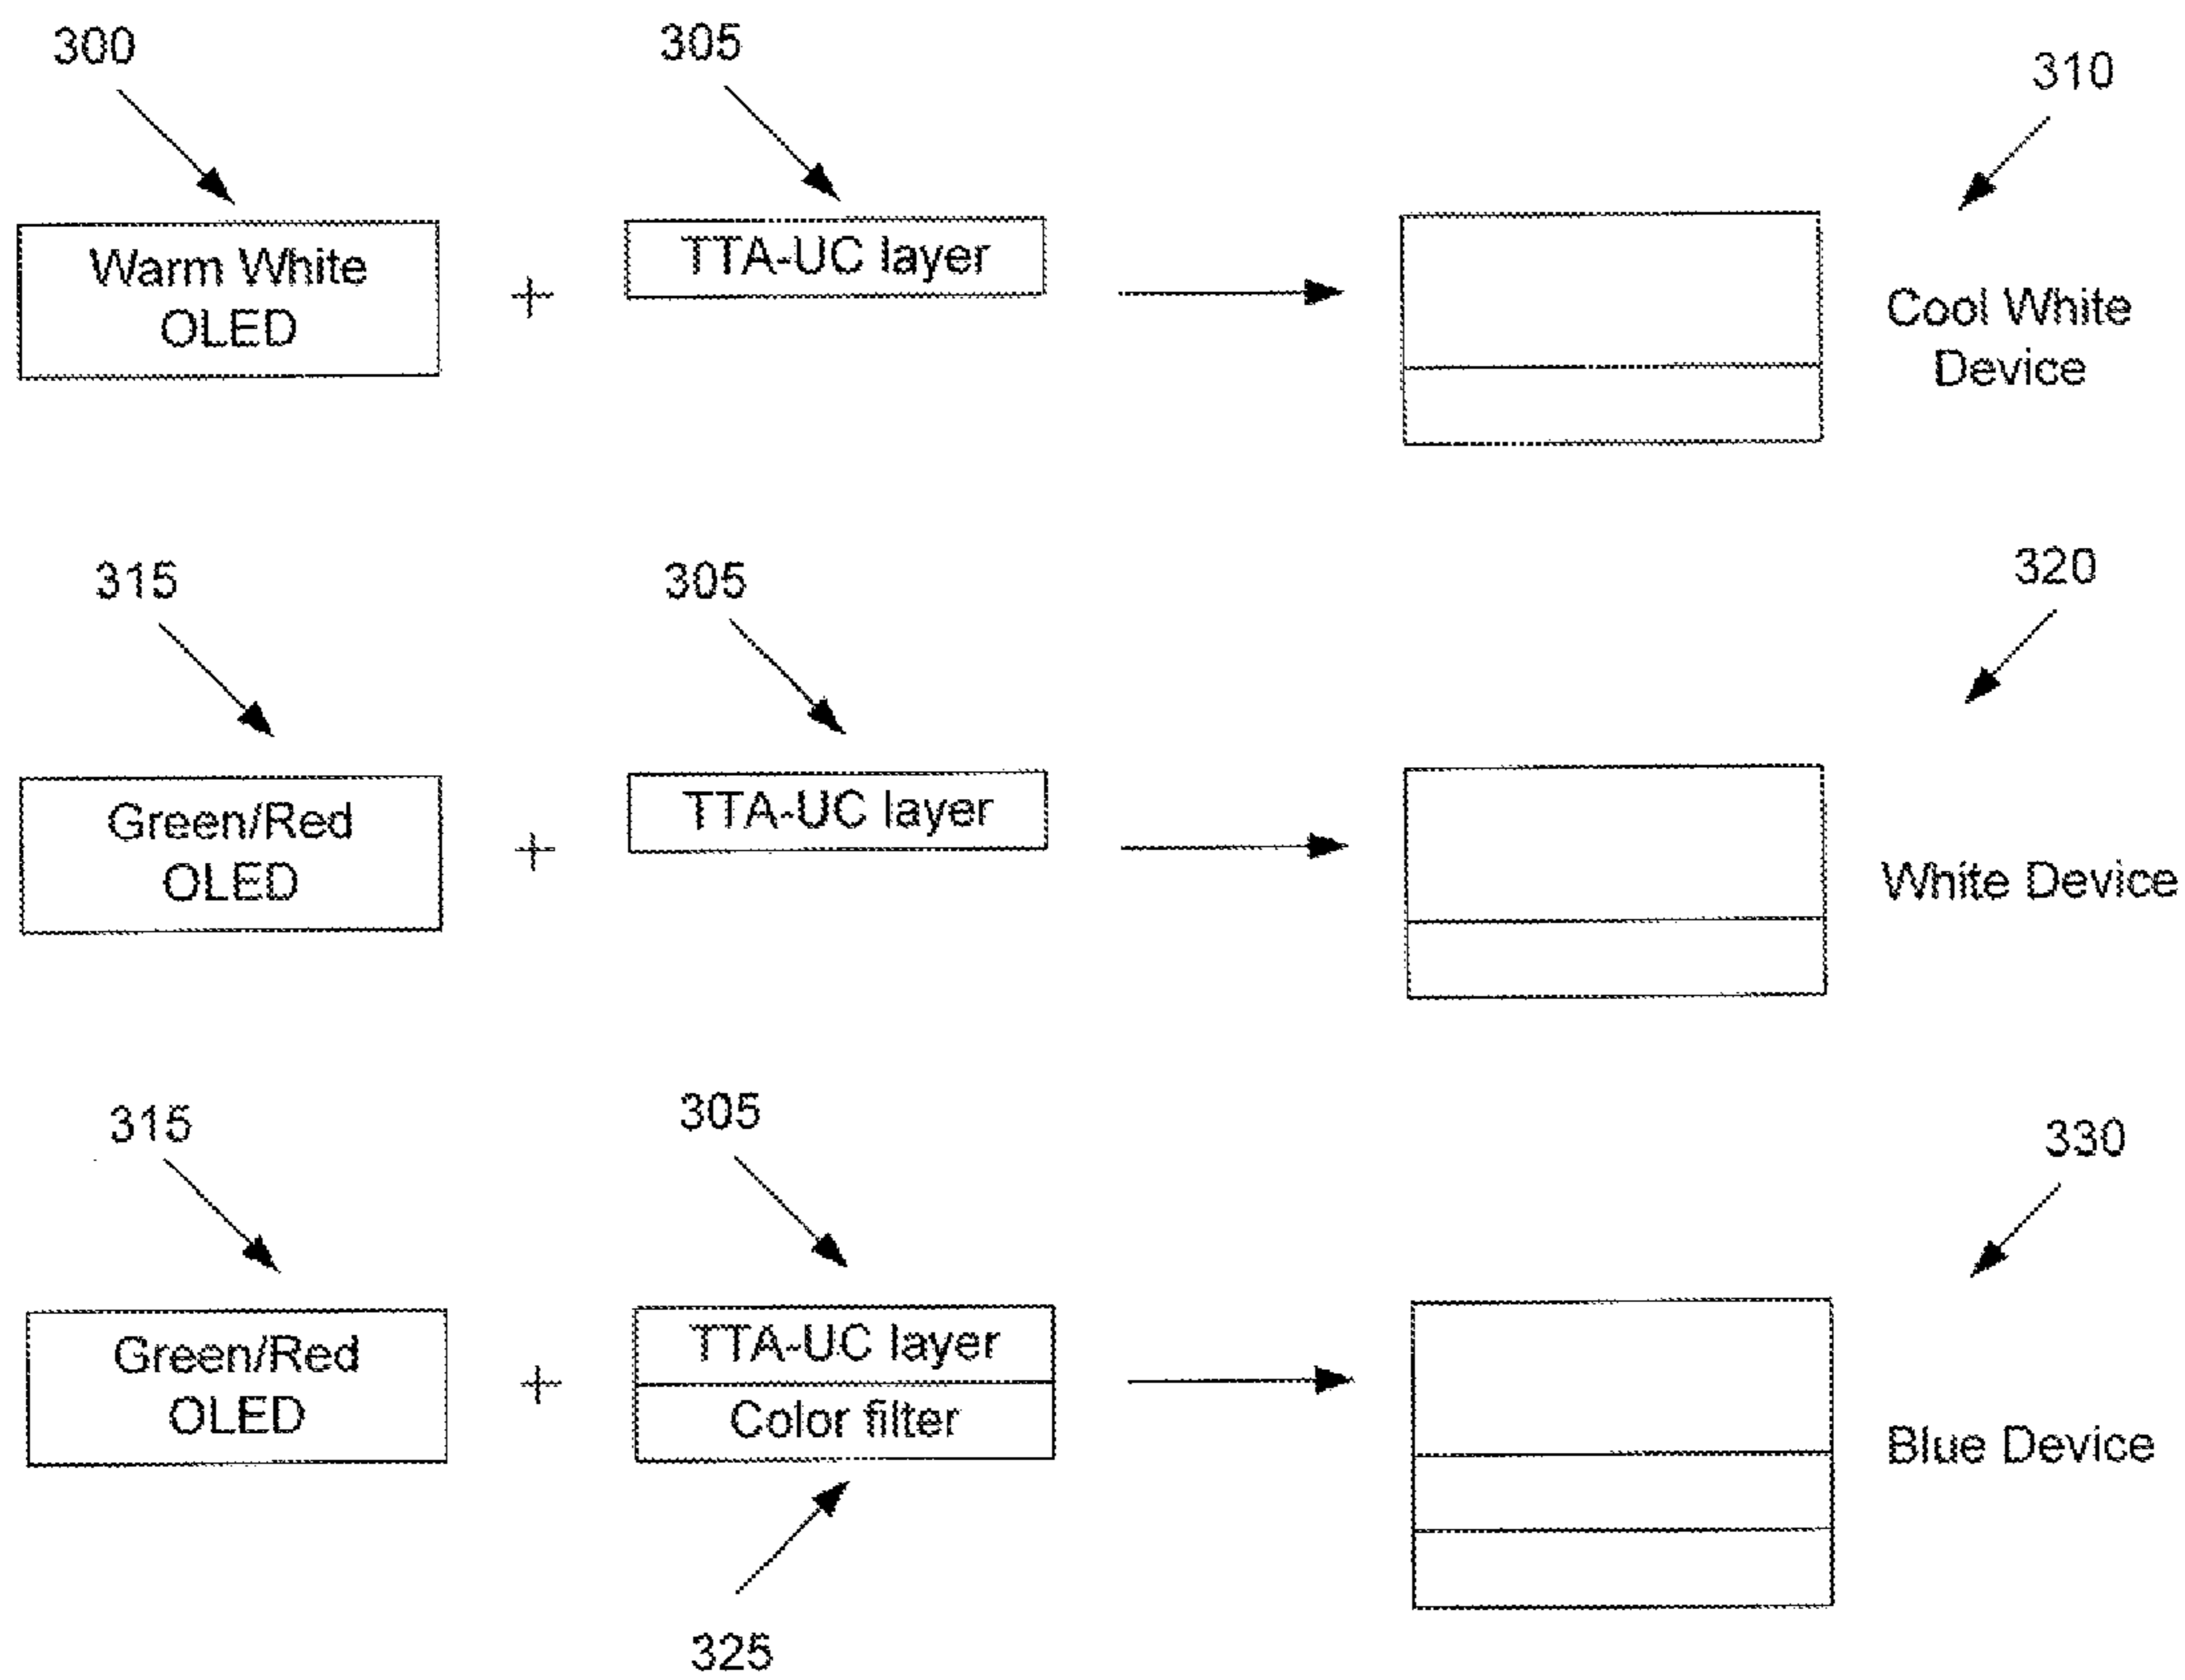 300
305
310
Warm White
OLED
+
TTA-UC layer
Cool White
Device
315
305
320
Green/Red
OLED
+
TTA-UC layer
White Device
315
305
330
Green/Red
OLED
+
TTA-UC layer
Color filter
Blue Device
325